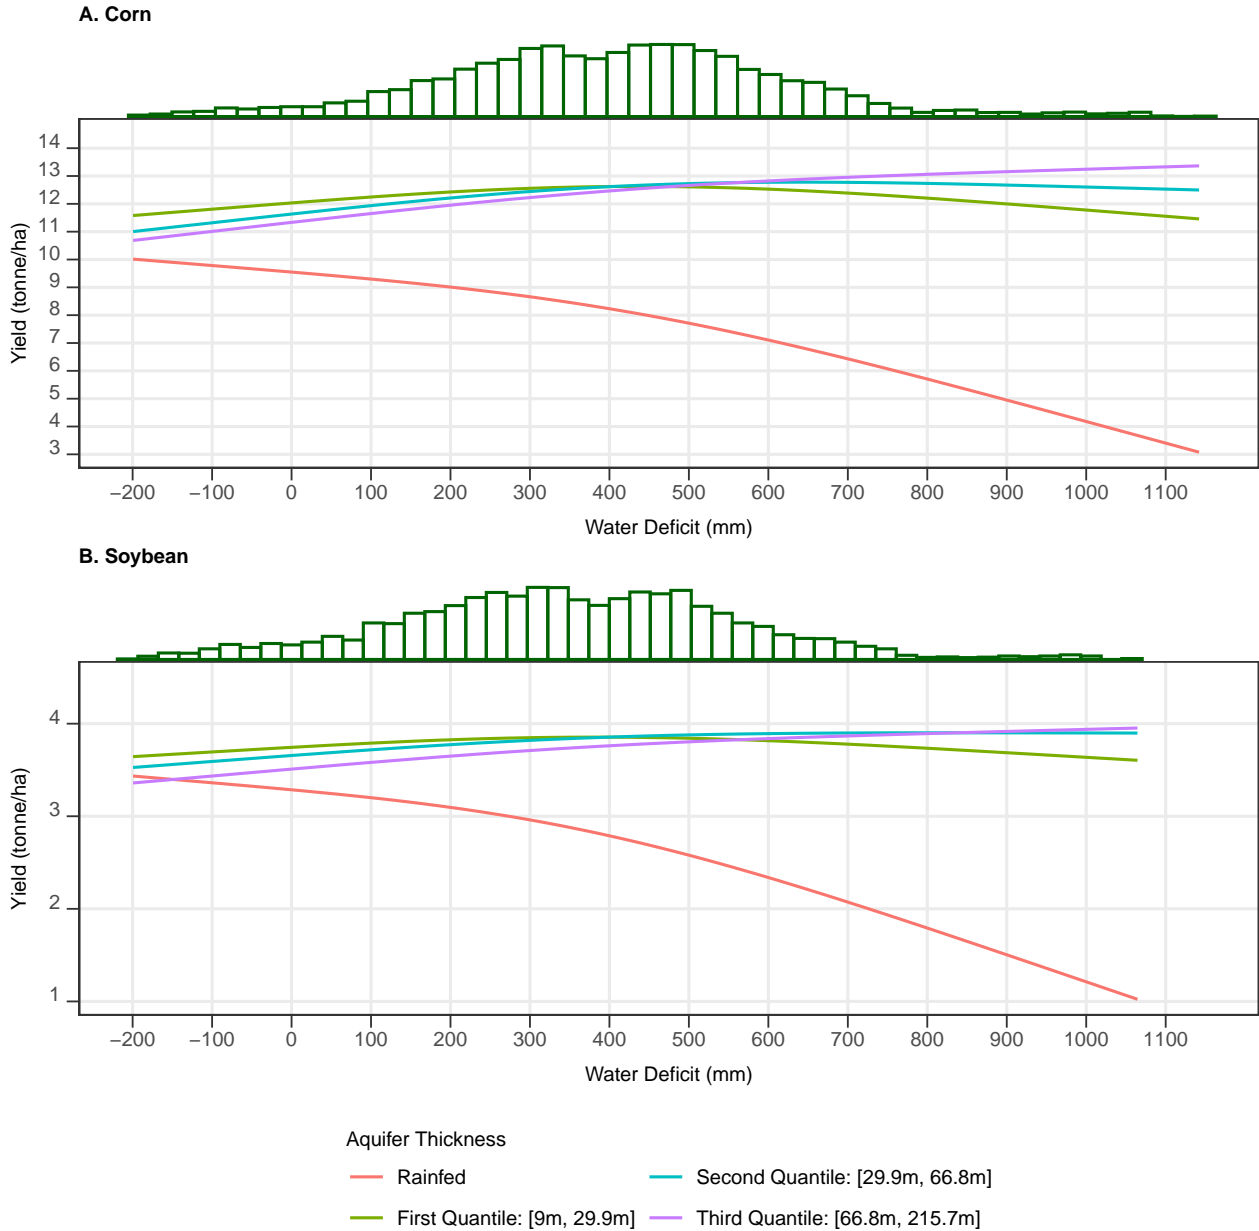 A. Corn
14
13
12
11
10
9
8
7
6
5
4
3
Yield (tonne/ha)
−200 −100 0 100 200 300 400 500 600 700 800 900 1000 1100
Water Deficit (mm)
B. Soybean
4
3
2
1
Yield (tonne/ha)
−200 −100 0 100 200 300 400 500 600 700 800 900 1000 1100
Water Deficit (mm)
Aquifer Thickness
Rainfed
Second Quantile: [29.9m, 66.8m]
First Quantile: [9m, 29.9m]
Third Quantile: [66.8m, 215.7m]